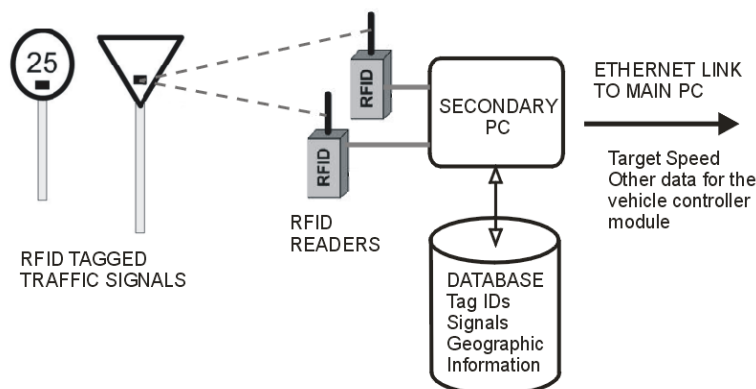 25
RFID TAGGED
TRAFFIC SIGNALS
RFID
RFID
RFID
READERS
SECONDARY
PC
DATABASE
Tag IDs
Signals
Geographic
Information
ETHERNET LINK
TO MAIN PC
Target Speed
Other data for the
vehicle controller
module